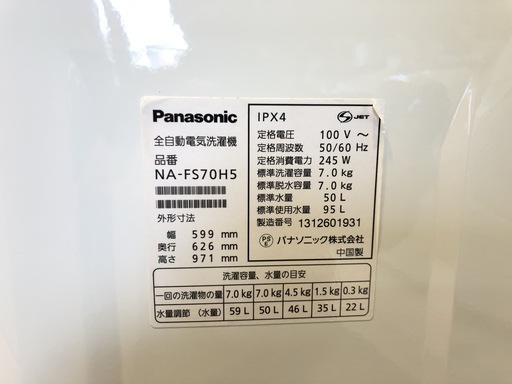 Panasonic
全自動電気洗濯機
品番
NA-FS70H5
外形寸法
幅 599 mm
奥行 626 mm
高さ 971 mm
IPX4
JET
定格電圧 100 V ～
定格周波数 50/60 Hz
定格消費電力 245 W
標準洗濯容量 7.0 kg
標準脱水容量 7.0 kg
標準水量 50 L
標準使用水量 95 L
製造番号 1312601931
PS E パナソニック株式会社
中国製
洗濯容量、水量の目安
一回の洗濯物の量 7.0 kg 7.0 kg 4.5 kg 1.5 kg 0.3 kg
水量調節（水量） 59 L 50 L 46 L 35 L 22 L